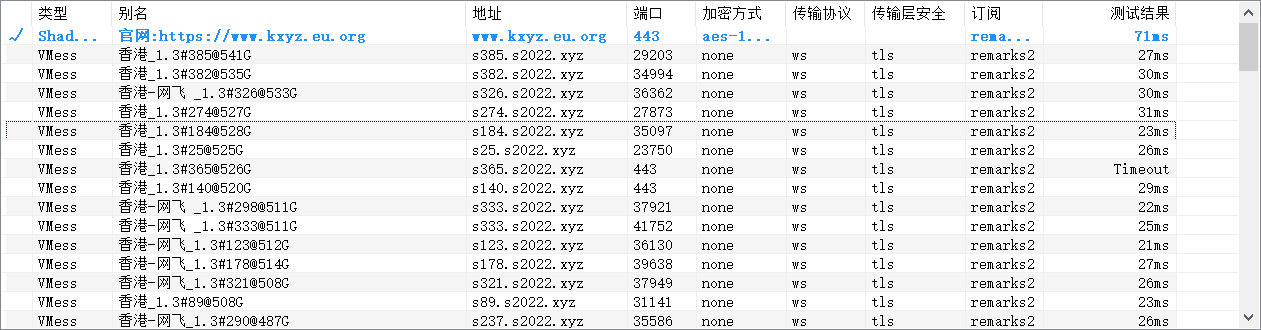 类型 别名 地址 端口 加密方式 传输协议 传输层安全 订阅 测试结果
Shad... 官网:https://www.kxyz.eu.org www.kxyz.eu.org 443 aes-1... rema... 71ms
VMess 香港_1.3#385@541G s385.s2022.xyz 29203 none ws tls remarks2 27ms
VMess 香港_1.3#382@535G s382.s2022.xyz 34994 none ws tls remarks2 30ms
VMess 香港-网飞 _1.3#326@533G s326.s2022.xyz 36362 none ws tls remarks2 30ms
VMess 香港_1.3#274@527G s274.s2022.xyz 27873 none ws tls remarks2 31ms
VMess 香港_1.3#184@528G s184.s2022.xyz 35097 none ws tls remarks2 23ms
VMess 香港_1.3#25@525G s25.s2022.xyz 23750 none ws tls remarks2 26ms
VMess 香港_1.3#365@526G s365.s2022.xyz 443 none ws tls remarks2 Timeout
VMess 香港_1.3#140@520G s140.s2022.xyz 443 none ws tls remarks2 29ms
VMess 香港-网飞 _1.3#298@511G s333.s2022.xyz 37921 none ws tls remarks2 22ms
VMess 香港-网飞 _1.3#333@511G s333.s2022.xyz 41752 none ws tls remarks2 25ms
VMess 香港-网飞_1.3#123@512G s123.s2022.xyz 36130 none ws tls remarks2 21ms
VMess 香港-网飞_1.3#178@514G s178.s2022.xyz 39638 none ws tls remarks2 27ms
VMess 香港-网飞_1.3#321@508G s321.s2022.xyz 37949 none ws tls remarks2 26ms
VMess 香港_1.3#89@508G s89.s2022.xyz 31141 none ws tls remarks2 23ms
VMess 香港-网飞_1.3#290@487G s237.s2022.xyz 35586 none ws tls remarks2 26ms